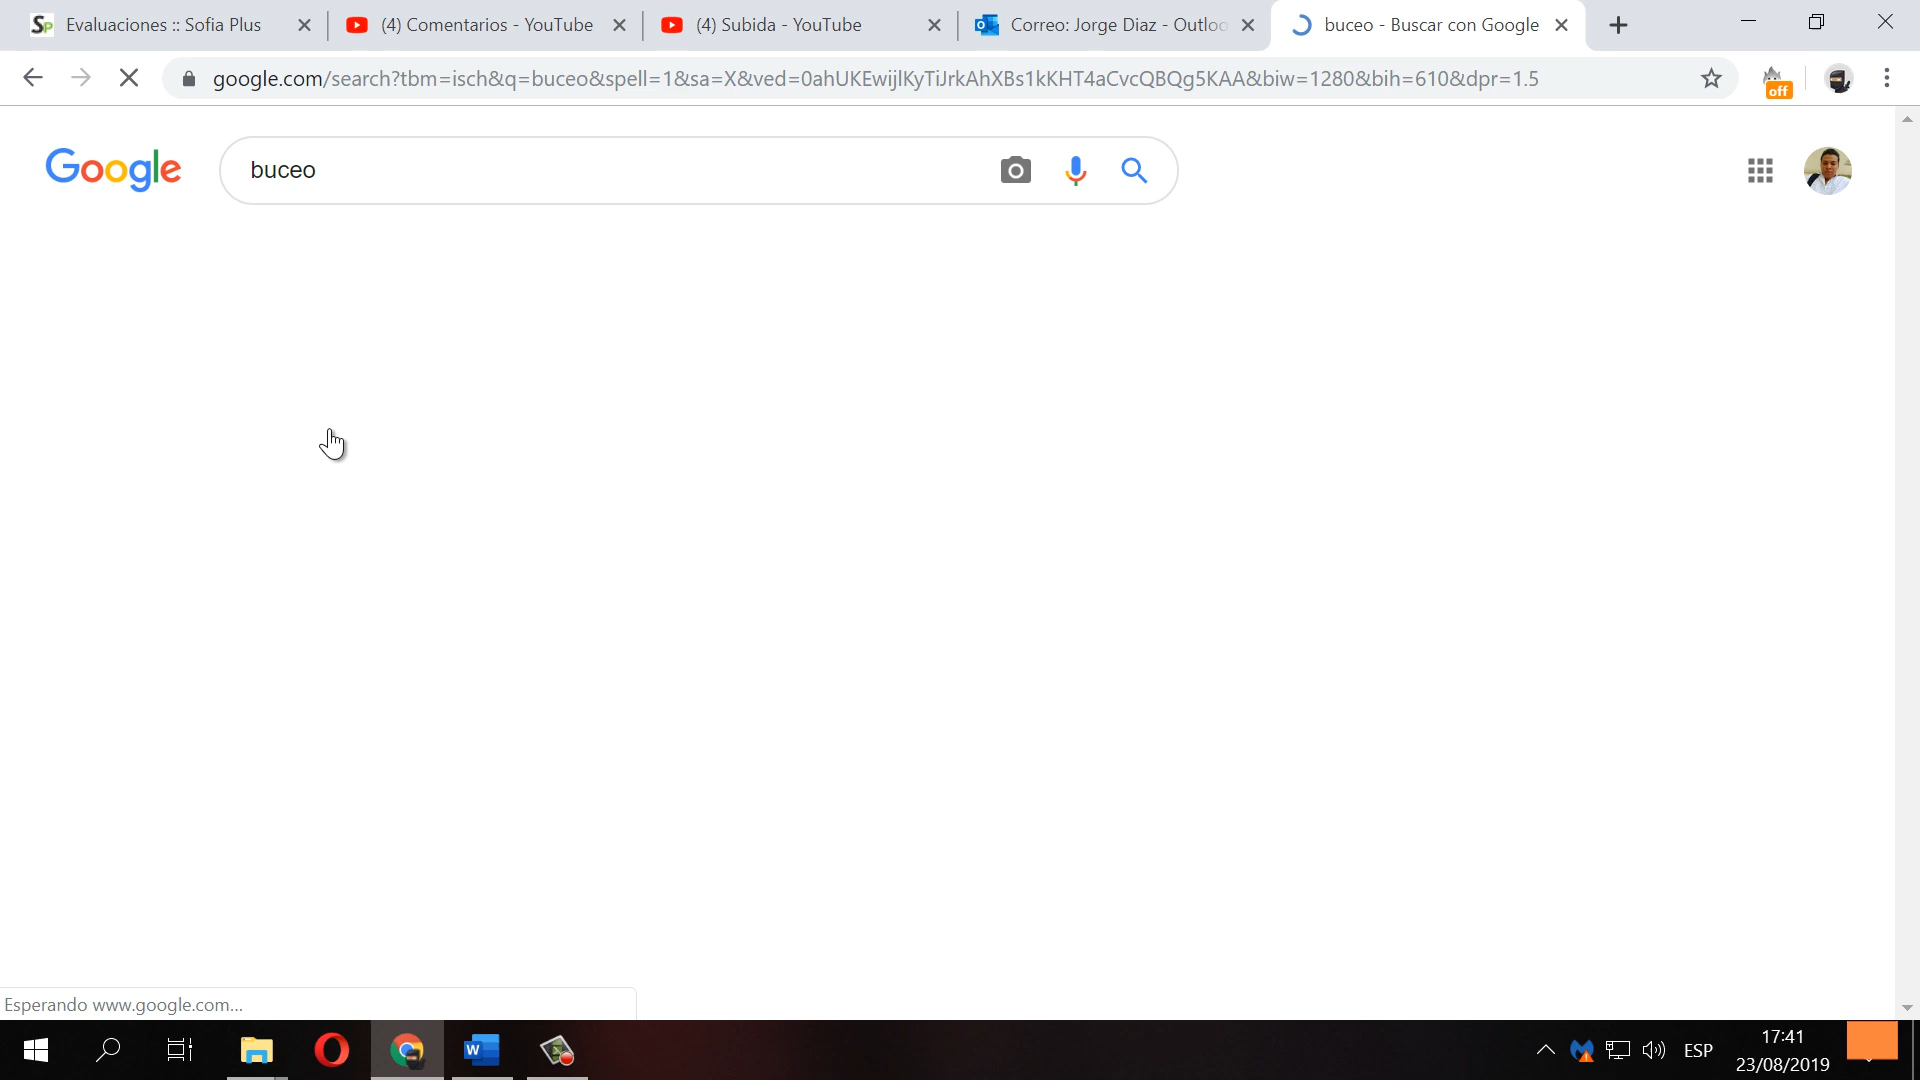 Evaluaciones :: Sofia Plus
(4) Comentarios - YouTube
(4) Subida - YouTube
Correo: Jorge Diaz - Outloo
buceo - Buscar con Google
google.com/search?tbm=isch&q=buceo&spell=1&sa=X&ved=0ahUKEwijlKyTiJrkAhXBs1kKHT4aCvcQBQg5KAA&biw=1280&bih=610&dpr=1.5
off
Google
buceo
Esperando www.google.com...
ESP
17:41
23/08/2019